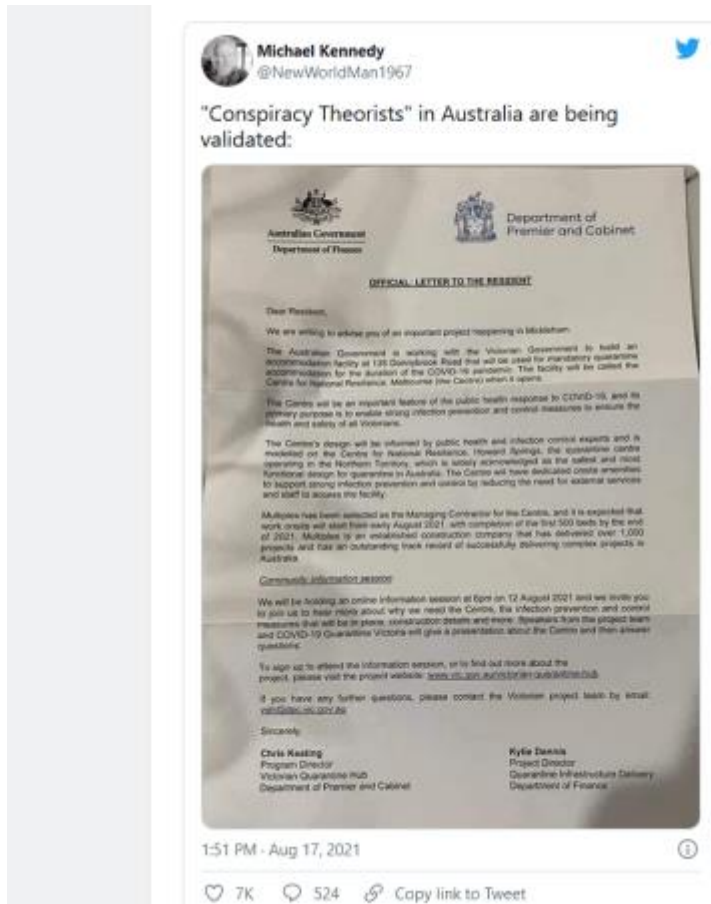 Michael Kennedy
@NewWorldMan1967
"Conspiracy Theorists" in Australia are being
validated:
Australian Government
Department of Finance
Department of
Premier and Cabinet
OFFICIAL: LETTER TO THE RESIDENT
Dear Resident,
We are writing to advise you of an important project happening in Mickleham.
The Australian Government is working with the Victorian Government to build an
accommodation facility at 135 Donnybrook Road that will be used for mandatory quarantine
accommodation for the duration of the COVID-19 pandemic. The facility will be called the
Centre for National Resilience, Melbourne (the Centre) when it opens.
The Centre will be an important feature of the public health response to COVID-19, and its
primary purpose is to enable strong infection prevention and control measures to ensure the
health and safety of all Victorians.
The Centre's design will be informed by public health and infection control experts and is
modelled on the Centre for National Resilience, Howard Springs, the quarantine centre
operating in the Northern Territory, which is widely acknowledged as the safest and most
functional design for quarantine in Australia. The Centre will have dedicated onsite amenities
to support strong infection prevention and control by reducing the need for external services
and staff to access the facility.
Multiplex has been selected as the Managing Contractor for the Centre, and it is expected that
work onsite will start from early August 2021, with completion of the first 500 beds by the end
of 2021. Multiplex is an established construction company that has delivered over 1,000
projects and has an outstanding track record of successfully delivering complex projects in
Australia
Community information session
We will be holding an online information session at 6pm on 12 August 2021 and we invite you
to join us to hear more about why we need the Centre, the infection prevention and control
measures that will be in place, construction details and more. Speakers from the project team
and COVID-19 Quarantine Victoria will give a presentation about the Centre and then answer
questions.
To sign up to attend the information session, or to find out more about the
project, please visit the project website: www.vic.gov.au/victorian-quarantine-hub
If you have any further questions, please contact the Victorian project team by email:
Sincerely,
Chris Keating
Program Director
Victorian Quarantine Hub
Department of Premier and Cabinet
Kylie Dennis
Project Director
Quarantine Infrastructure Delivery
Department of Finance
1:51 PM · Aug 17, 2021
7K 524 Copy link to Tweet